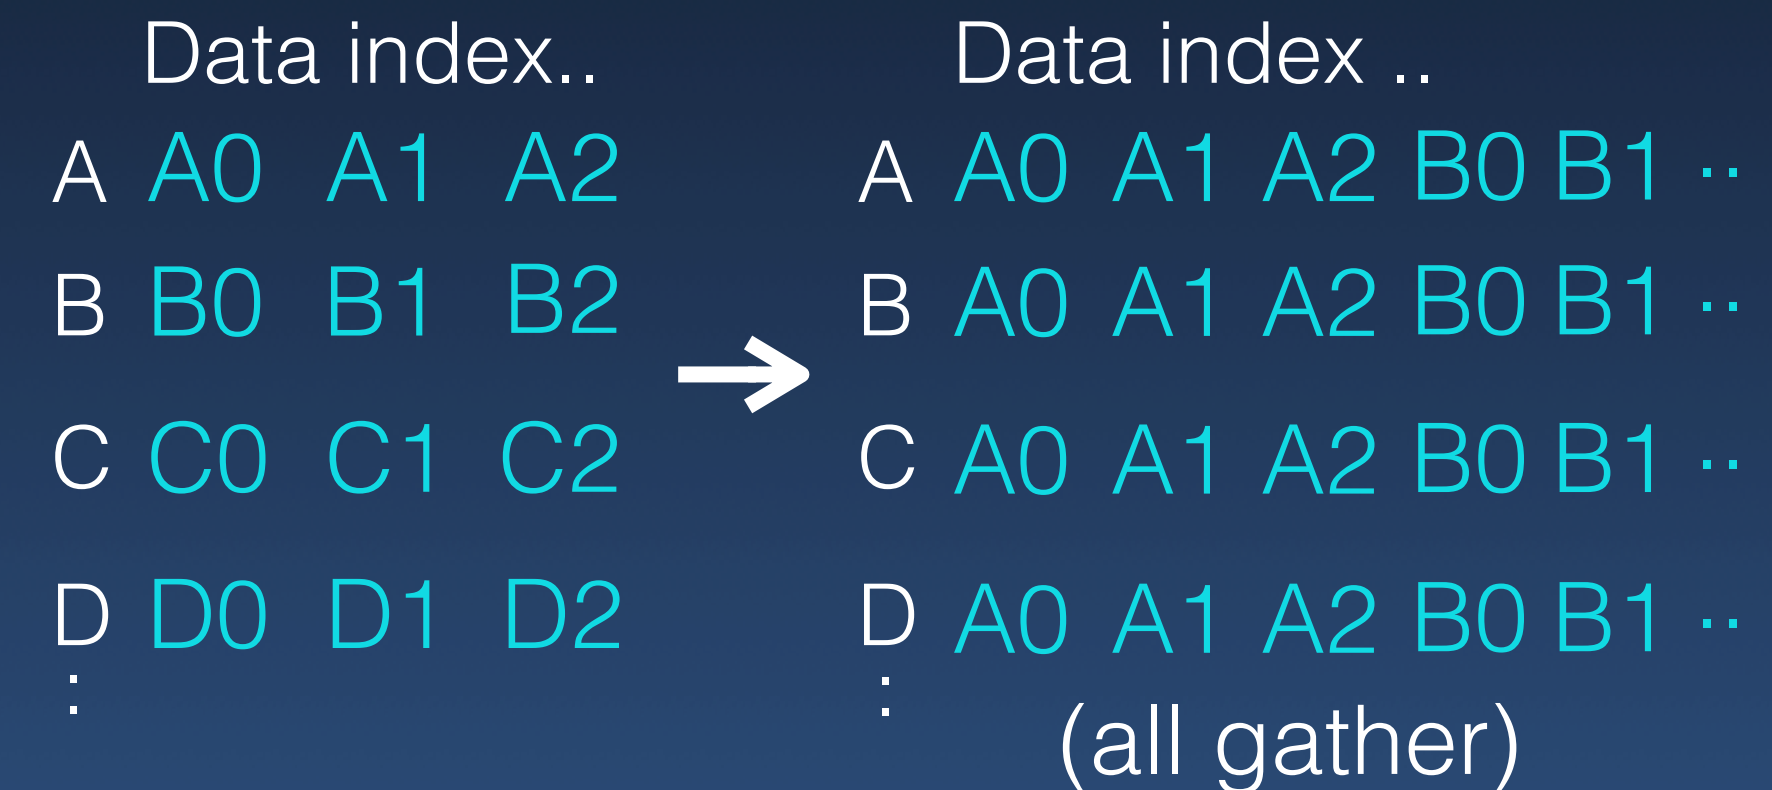 Data index.. Data index ..
A A0 A1 A2 A A0 A1 A2 B0 B1 ..
B B0 B1 B2 B A0 A1 A2 B0 B1 ..
C C0 C1 C2 C A0 A1 A2 B0 B1 ..
D D0 D1 D2 D A0 A1 A2 B0 B1 ..
: :
(all gather)